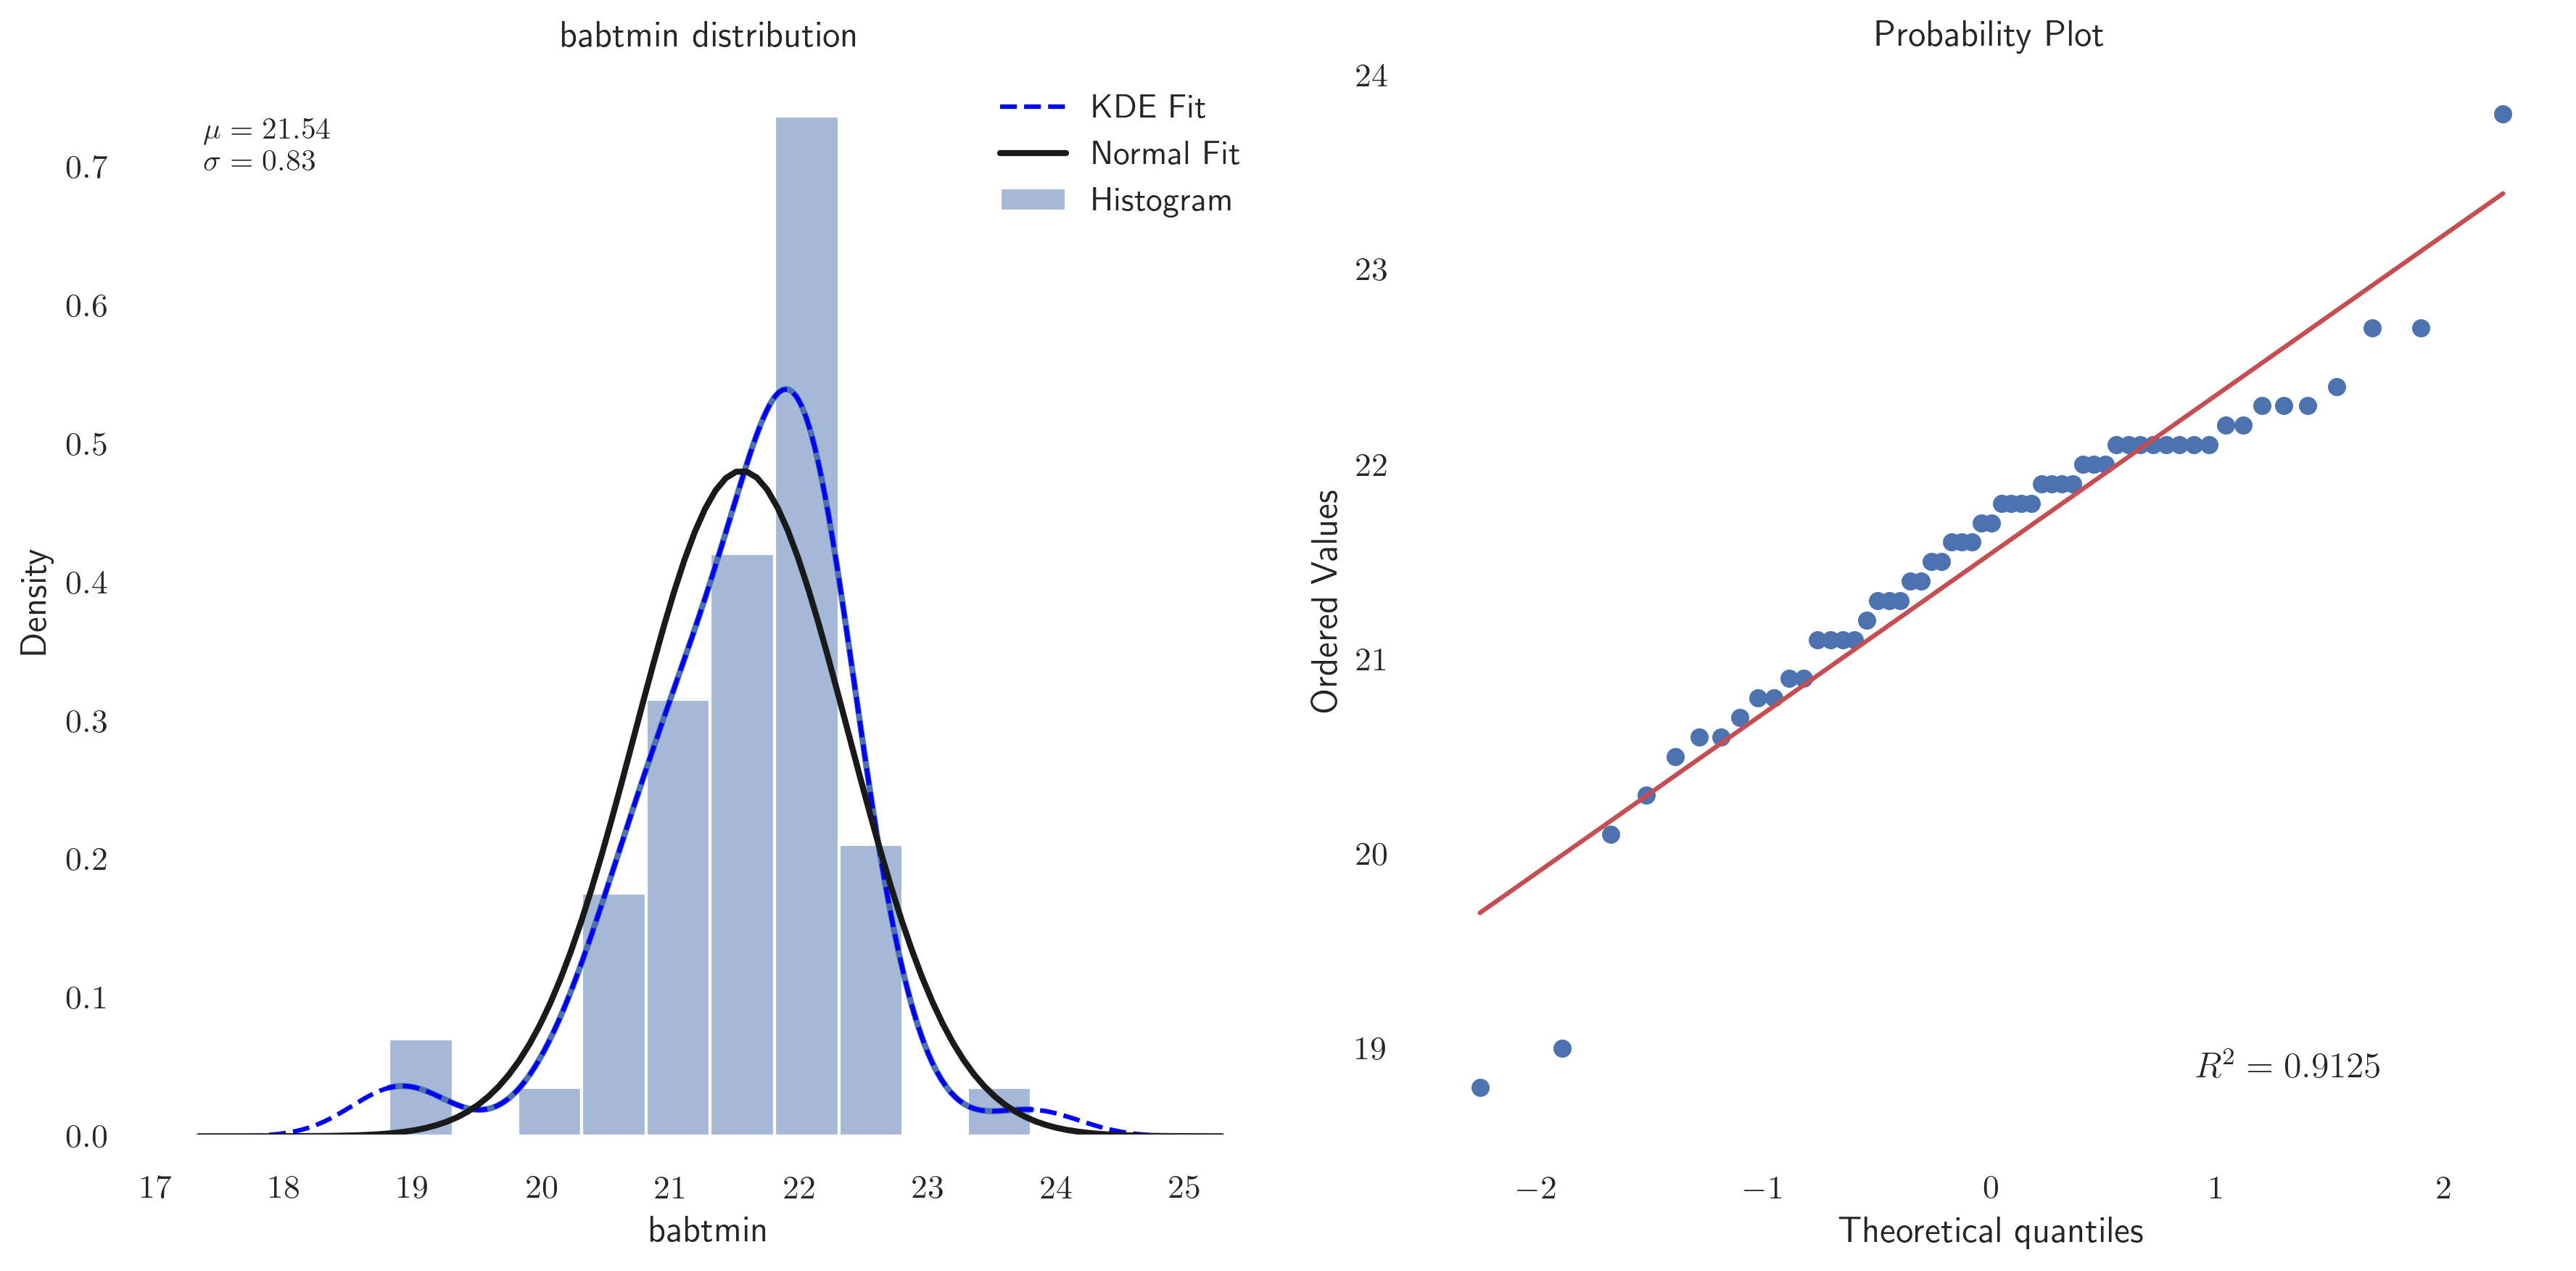 babtmin distribution
μ = 21.54
σ = 0.83
KDE Fit
Normal Fit
Histogram
Density
0.7
0.6
0.5
0.4
0.3
0.2
0.1
0.0
17 18 19 20 21 22 23 24 25
babtmin
Probability Plot
Ordered Values
24
23
22
21
20
19
R² = 0.9125
−2 −1 0 1 2
Theoretical quantiles